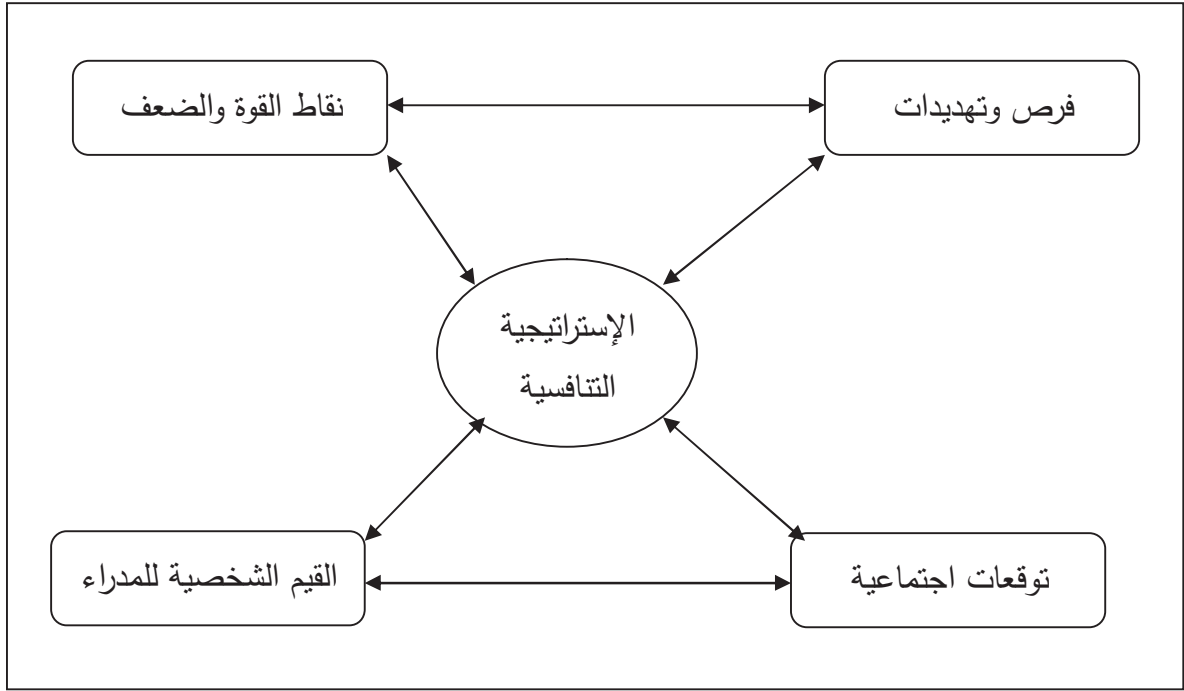 فرص وتهديدات
نقاط القوة والضعف
الإستراتيجية
التنافسية
توقعات اجتماعية
القيم الشخصية للمدراء